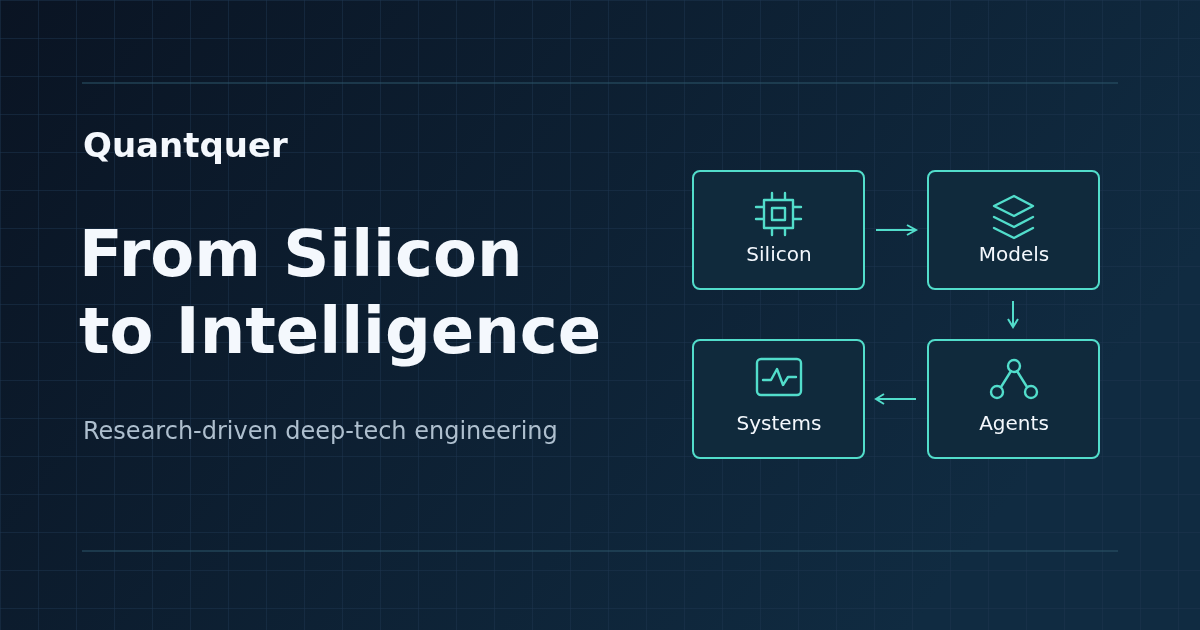 Quantquer
From Silicon
to Intelligence
Research-driven deep-tech engineering
Silicon
Models
Systems
Agents